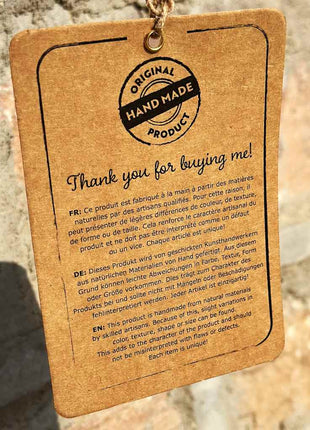 ORIGINAL
HAND MADE
PRODUCT
Thank you for buying me!
FR: Ce produit est fabriqué à la main à partir des matières
naturelles par des artisans qualifiés. Pour cette raison, il
peut présenter de légères différences de couleur, de texture,
de forme ou de taille. Cela renforce le caractère artisanal du
produit et ne doit pas être interprété comme un défaut
ou un vice. Chaque article est unique!
DE: Dieses Produkt wird von geschickten Kunsthandwerkern
aus natürlichen Materialien von Hand gefertigt. Aus diesem
Grund können leichte Abweichungen in Farbe, Textur, Form
oder Größe vorkommen. Dies trägt zum Charakter des
Produkts bei und sollte nicht mit Mängeln oder Beschädigungen
fehlinterpretiert werden. Jeder Artikel ist einzigartig!
EN: This product is handmade from natural materials
by skilled artisans. Because of this, slight variations in
color, texture, shape or size can be found.
This adds to the character of the product and should
not be misinterpreted with flaws or defects.
Each item is unique!